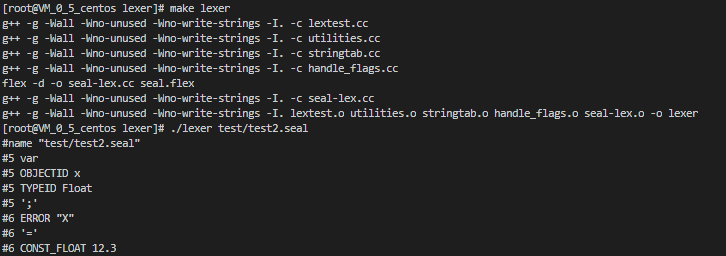 [root@VM_0_5_centos lexer]# make lexer
g++ -g -Wall -Wno-unused -Wno-write-strings -I. -c lextest.cc
g++ -g -Wall -Wno-unused -Wno-write-strings -I. -c utilities.cc
g++ -g -Wall -Wno-unused -Wno-write-strings -I. -c stringtab.cc
g++ -g -Wall -Wno-unused -Wno-write-strings -I. -c handle_flags.cc
flex -d -o seal-lex.cc seal.flex
g++ -g -Wall -Wno-unused -Wno-write-strings -I. -c seal-lex.cc
g++ -g -Wall -Wno-unused -Wno-write-strings -I. lextest.o utilities.o stringtab.o handle_flags.o seal-lex.o -o lexer
[root@VM_0_5_centos lexer]# ./lexer test/test2.seal
#name "test/test2.seal"
#5 var
#5 OBJECTID x
#5 TYPEID Float
#5 ';'
#6 ERROR "X"
#6 '='
#6 CONST_FLOAT 12.3